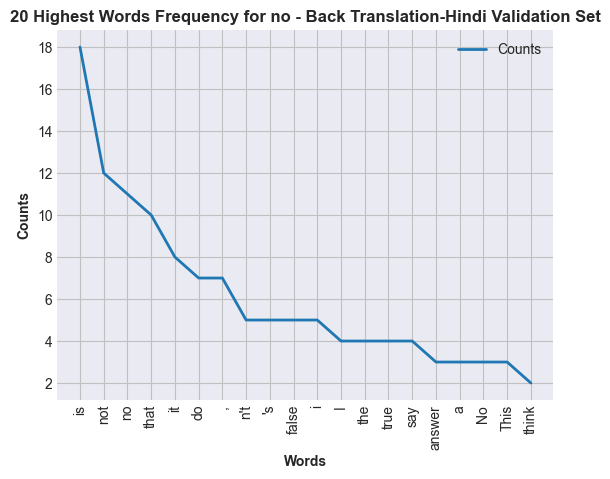 20 Highest Words Frequency for no - Back Translation-Hindi Validation Set
Counts
18
16
14
12
10
8
6
4
2
Counts
is
not
no
that
it
do
,
n't
's
false
i
I
the
true
say
answer
a
No
This
think
Words